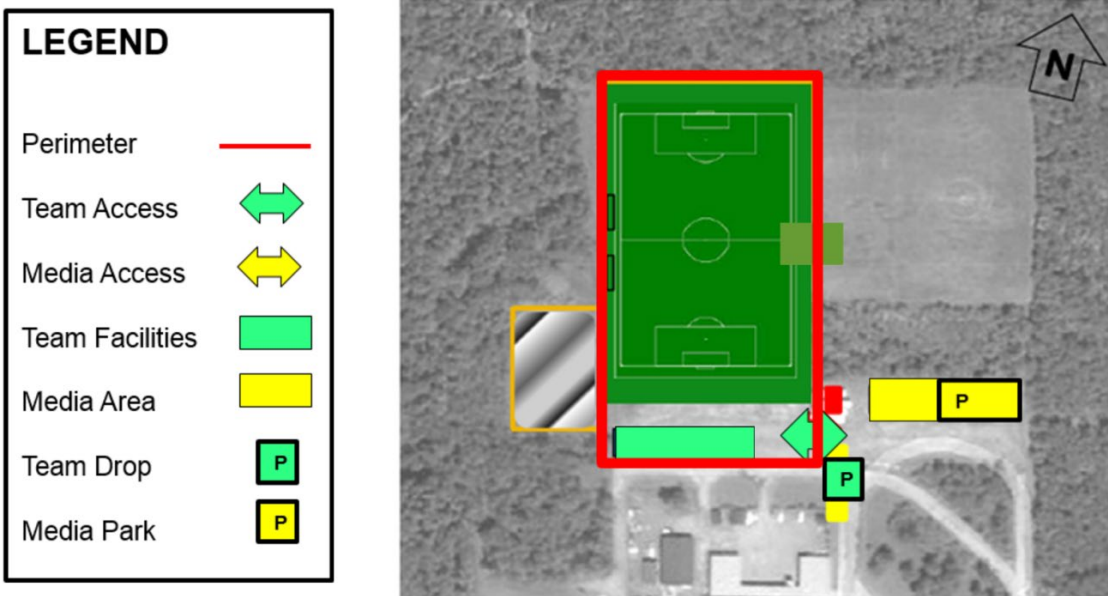 LEGEND
Perimeter
Team Access
Media Access
Team Facilities
Media Area
Team Drop
P
Media Park
P
N
P
P